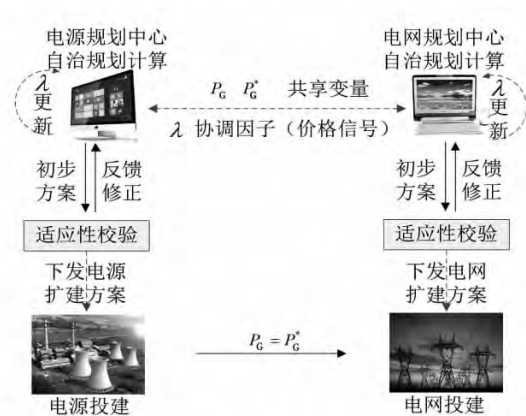 电源规划中心
自治规划计算
电网规划中心
自治规划计算
λ
更
新
P_G P_G^* 共享变量
λ 协调因子（价格信号）
λ
更
新
初步
方案
反馈
修正
初步
方案
反馈
修正
适应性校验
适应性校验
下发电源
扩建方案
下发电网
扩建方案
P_G = P_G^*
电源投建
电网投建